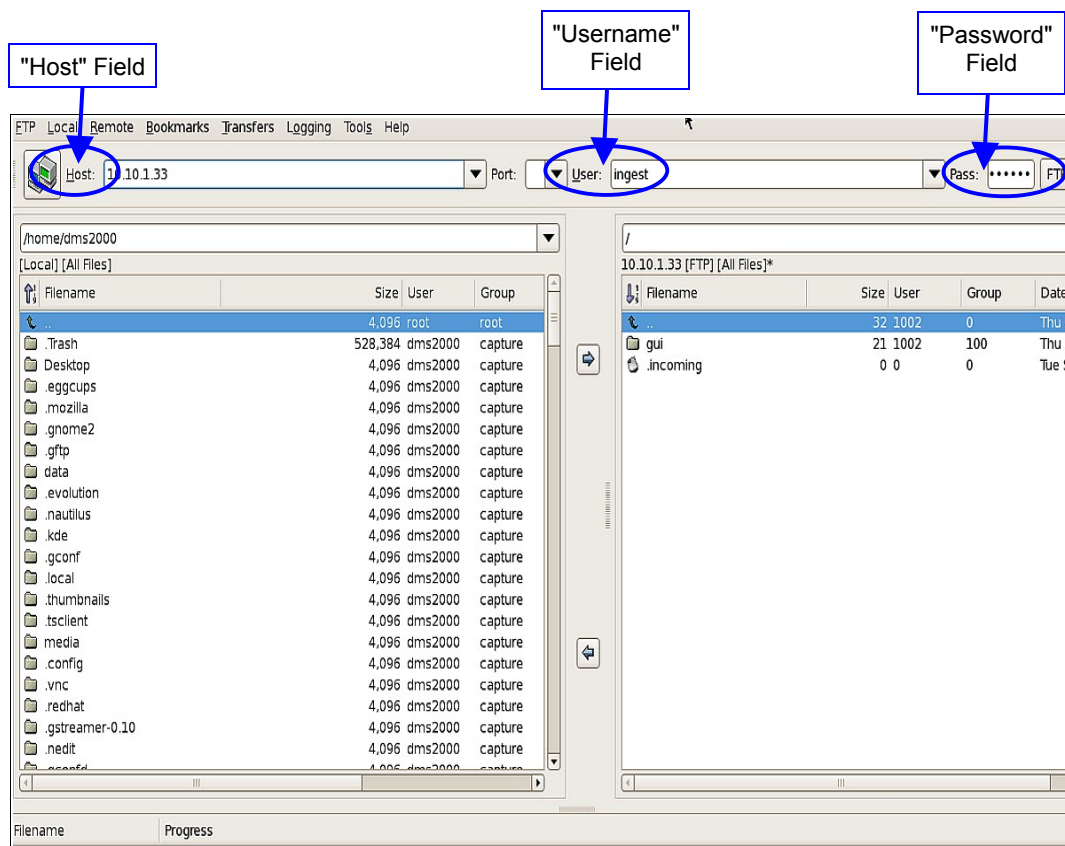 "Host" Field
"Username"
Field
"Password"
Field
FTP Local Remote Bookmarks Transfers Logging Tools Help
Host: 10.10.1.33 Port: User: ingest Pass: •••••• FTP
/home/dms2000
[Local] [All Files]
Filename Size User Group
.. 4,096 root root
.Trash 528,384 dms2000 capture
Desktop 4,096 dms2000 capture
.eggcups 4,096 dms2000 capture
.mozilla 4,096 dms2000 capture
.gnome2 4,096 dms2000 capture
.gftp 4,096 dms2000 capture
data 4,096 dms2000 capture
.evolution 4,096 dms2000 capture
.nautilus 4,096 dms2000 capture
.kde 4,096 dms2000 capture
.gconf 4,096 dms2000 capture
.local 4,096 dms2000 capture
.thumbnails 4,096 dms2000 capture
.tsclient 4,096 dms2000 capture
media 4,096 dms2000 capture
.config 4,096 dms2000 capture
.vnc 4,096 dms2000 capture
.redhat 4,096 dms2000 capture
.gstreamer-0.10 4,096 dms2000 capture
.nedit 4,096 dms2000 capture
.gconfd 4,096 dms2000 capture
/
10.10.1.33 [FTP] [All Files]*
Filename Size User Group Date
.. 32 1002 0 Thu
gui 21 1002 100 Thu
.incoming 0 0 0 Tue
Filename Progress